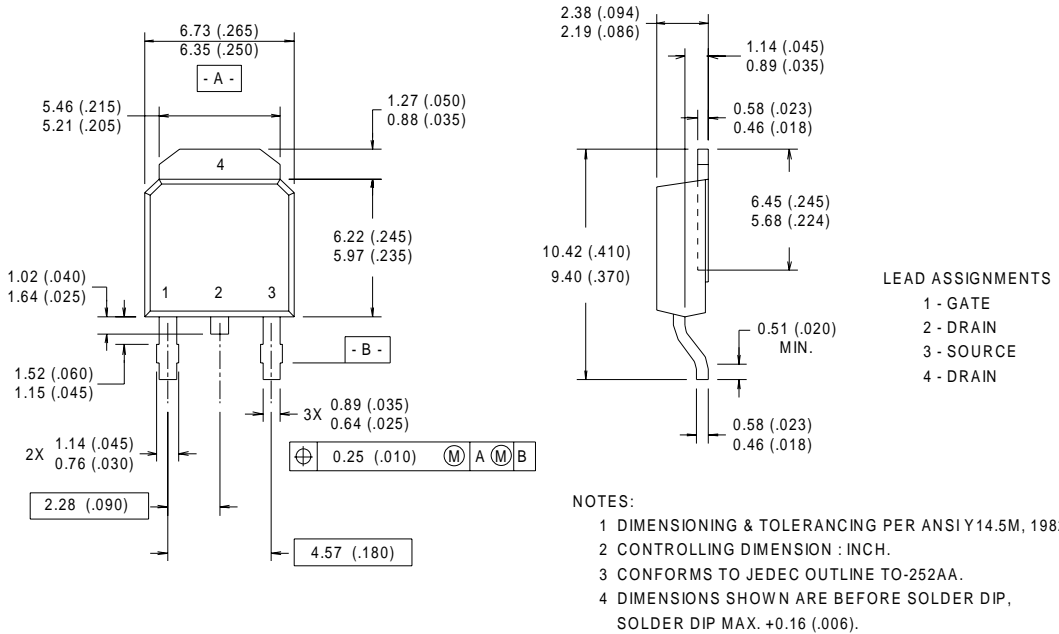 6.73 (.265)
6.35 (.250)
- A -
5.46 (.215)
5.21 (.205)
1.27 (.050)
0.88 (.035)
4
6.22 (.245)
5.97 (.235)
1.02 (.040)
1.64 (.025)
1 2 3
- B -
1.52 (.060)
1.15 (.045)
3X 0.89 (.035)
0.64 (.025)
2X 1.14 (.045)
0.76 (.030)
0.25 (.010) M A M B
2.28 (.090)
4.57 (.180)
2.38 (.094)
2.19 (.086)
1.14 (.045)
0.89 (.035)
0.58 (.023)
0.46 (.018)
6.45 (.245)
5.68 (.224)
10.42 (.410)
9.40 (.370)
0.51 (.020)
MIN.
0.58 (.023)
0.46 (.018)
LEAD ASSIGNMENTS
1 - GATE
2 - DRAIN
3 - SOURCE
4 - DRAIN
NOTES:
1 DIMENSIONING & TOLERANCING PER ANSI Y14.5M,
2 CONTROLLING DIMENSION : INCH.
3 CONFORMS TO JEDEC OUTLINE TO-252AA.
4 DIMENSIONS SHOWN ARE BEFORE SOLDER DIP,
SOLDER DIP MAX. +0.16 (.006).